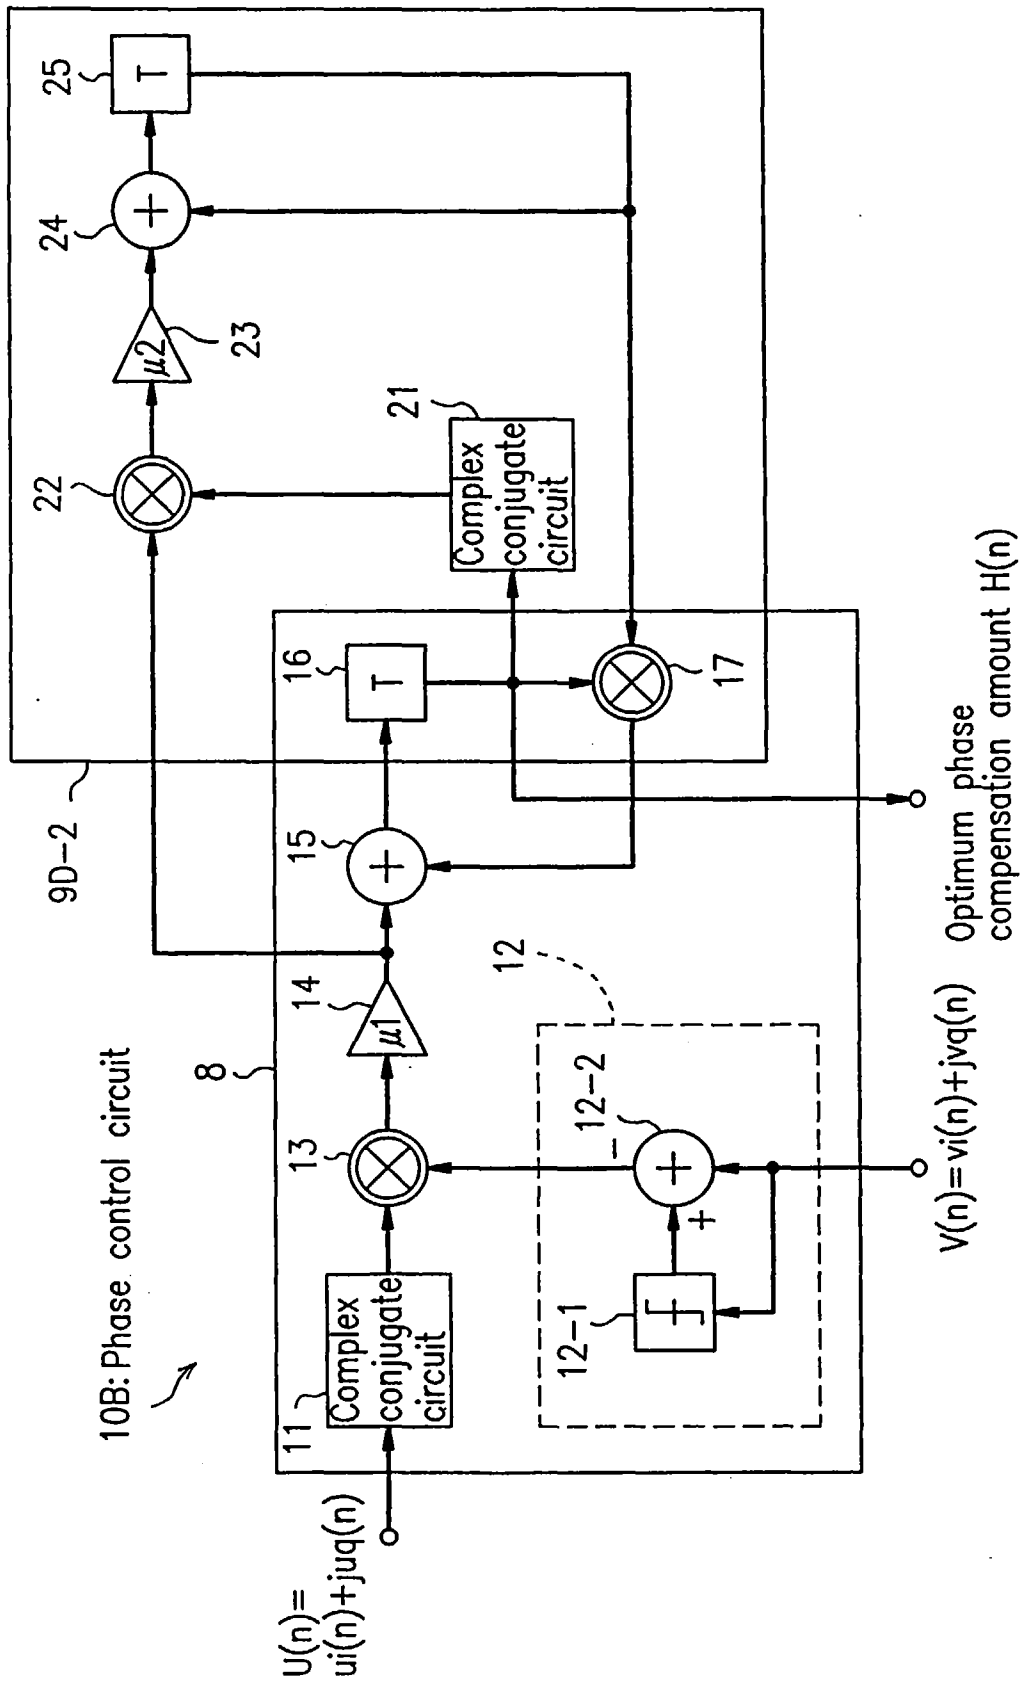 10B: Phase control circuit
U(n)=
ui(n)+juq(n)
11
Complex
conjugate
circuit
13
14
μ1
8
15
+
16
T
9D-2
22
μ2
23
24
+
25
T
21
Complex
conjugate
circuit
17
12
12-1
12-2
+
-
+
V(n)=vi(n)+jvq(n)
Optimum phase
compensation amount H(n)